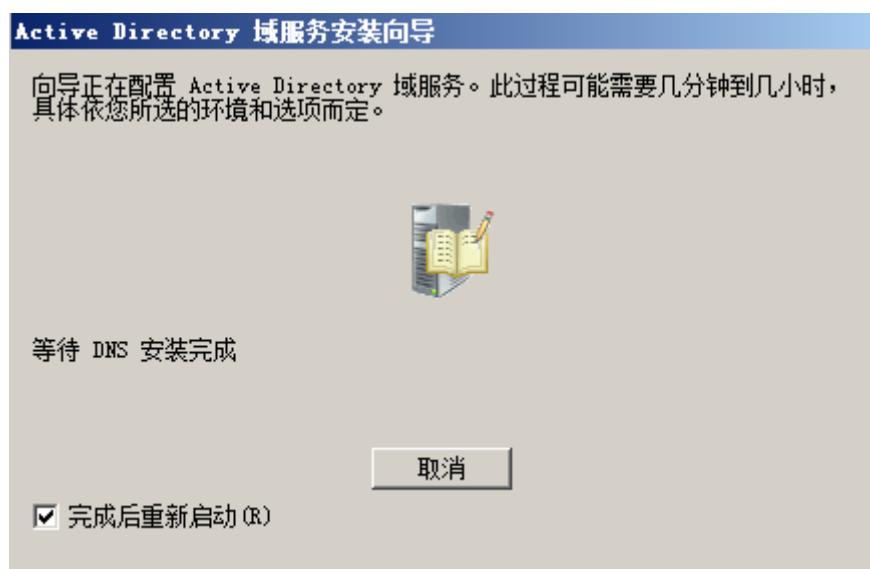 Active Directory 域服务安装向导
向导正在配置 Active Directory 域服务。此过程可能需要几分钟到几小时，
具体依您所选的环境和选项而定。
等待 DNS 安装完成
取消
完成后重新启动(R)